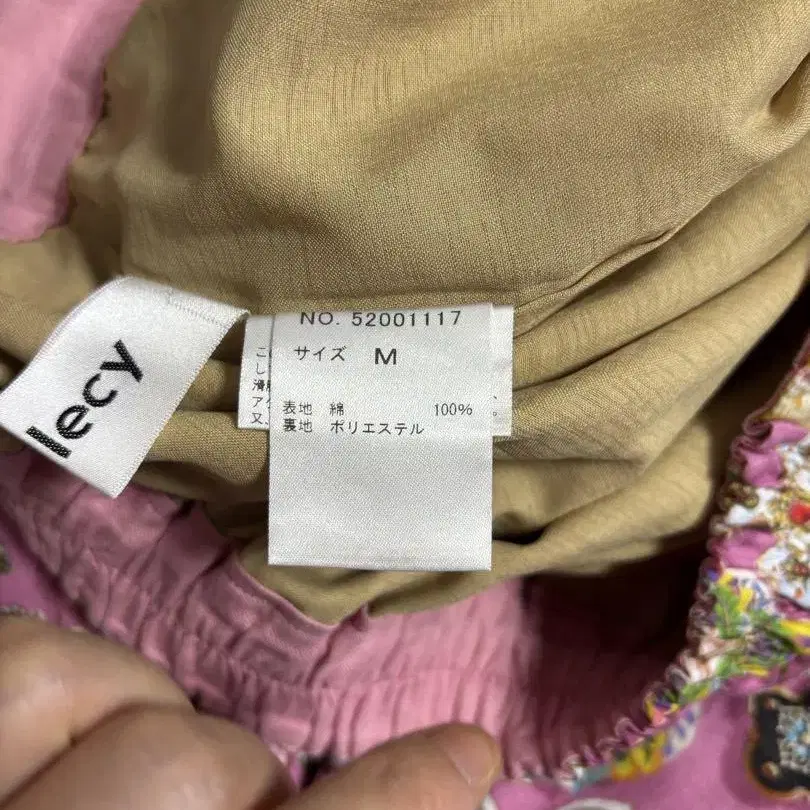 lecy
NO. 52001117
サイズ M
表地 綿 100%
裏地 ポリエステル